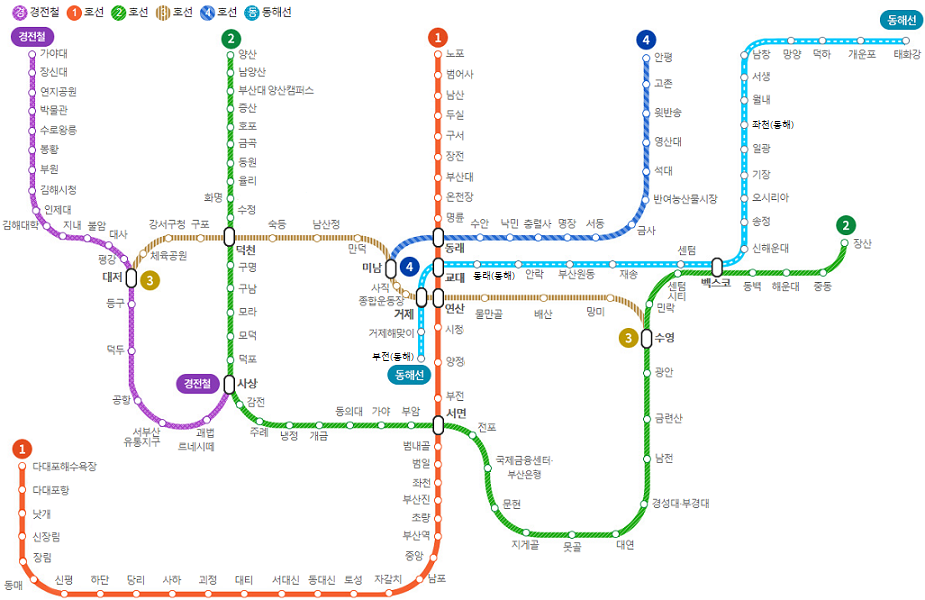 경 경전철 1 호선 2 호선 3 호선 4 호선 동 동해선
경전철
가야대
장신대
연지공원
박물관
수로왕릉
봉황
부원
김해시청
인제대
김해대학
지내
불암
대사
평강
대저
3
등구
덕두
공항
서부산
유통지구
괘법
르네시떼
경전철
2
양산
남양산
부산대 양산캠퍼스
증산
호포
금곡
동원
율리
화명
수정
덕천
구명
구남
모라
모덕
덕포
사상
감전
주례
냉정
개금
동의대
가야
부암
서면
전포
국제금융센터·
부산은행
문현
지게골
못골
대연
경성대·부경대
남천
금련산
광안
수영
3
민락
센텀
시티
벡스코
동백
해운대
중동
장산
2
체육공원
강서구청
구포
숙등
남산정
만덕
미남
4
사직
종합운동장
거제
연산
물만골
배산
망미
1
노포
범어사
남산
두실
구서
장전
부산대
온천장
명륜
동래
교대
시청
양정
부전
범내골
범일
좌천
부산진
초량
부산역
중앙
남포
자갈치
토성
동대신
서대신
대티
괴정
사하
당리
하단
신평
동매
장림
신장림
낫개
다대포항
다대포해수욕장
1
4
안평
고촌
윗반송
영산대
석대
반여농산물시장
금사
서동
명장
충렬사
낙민
수안
동해선
태화강
개운포
덕하
망양
남창
서생
월내
좌천(동해)
일광
기장
오시리아
송정
신해운대
센텀
재송
부산원동
안락
동래(동해)
거제해맞이
부전(동해)
동해선